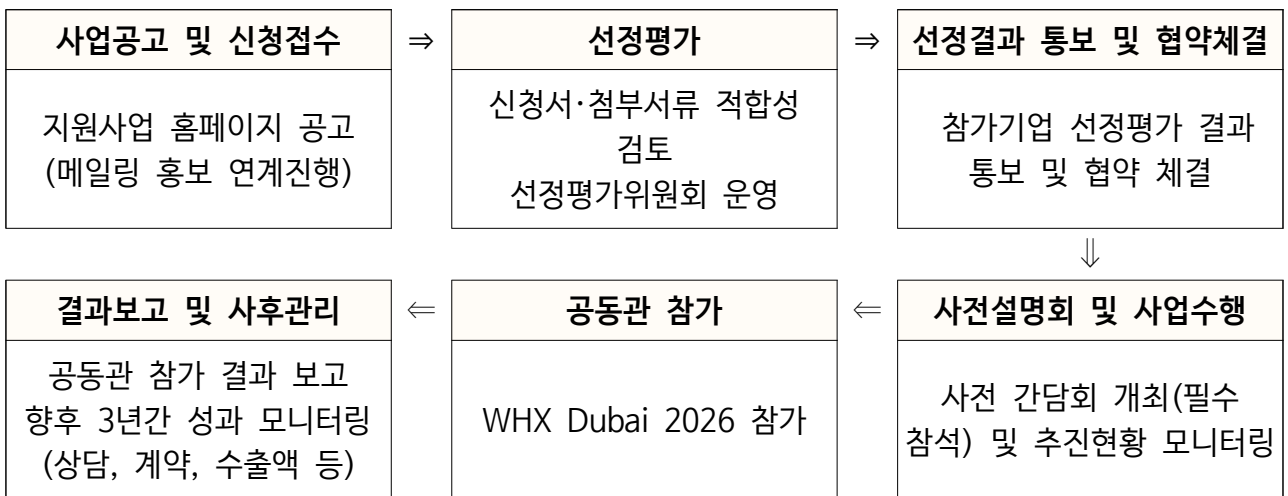 사업공고 및 신청접수
⇒
선정평가
⇒
선정결과 통보 및 협약체결
지원사업 홈페이지 공고
(메일링 홍보 연계진행)
신청서·첨부서류 적합성
검토
선정평가위원회 운영
참가기업 선정평가 결과
통보 및 협약 체결
⇓
사전설명회 및 사업수행
⇐
공동관 참가
⇐
결과보고 및 사후관리
사전 간담회 개최(필수
참석) 및 추진현황 모니터링
WHX Dubai 2026 참가
공동관 참가 결과 보고
향후 3년간 성과 모니터링
(상담, 계약, 수출액 등)